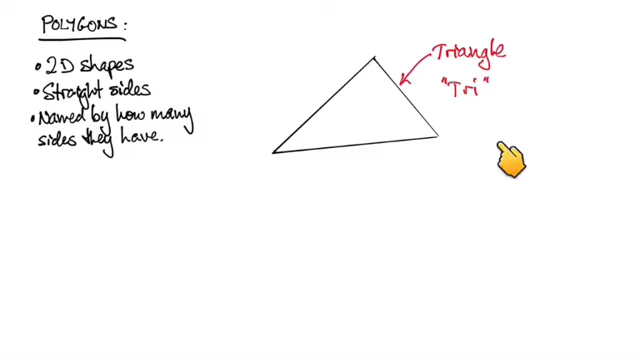 POLYGONS:
• 2D shapes
• Straight sides
• Named by how many
sides they have.
Triangle
"Tri"